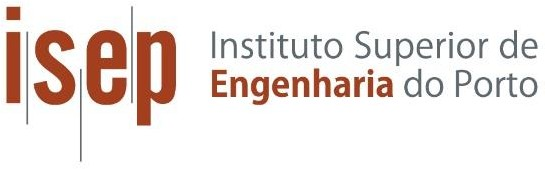 isep
Instituto Superior de
Engenharia do Porto